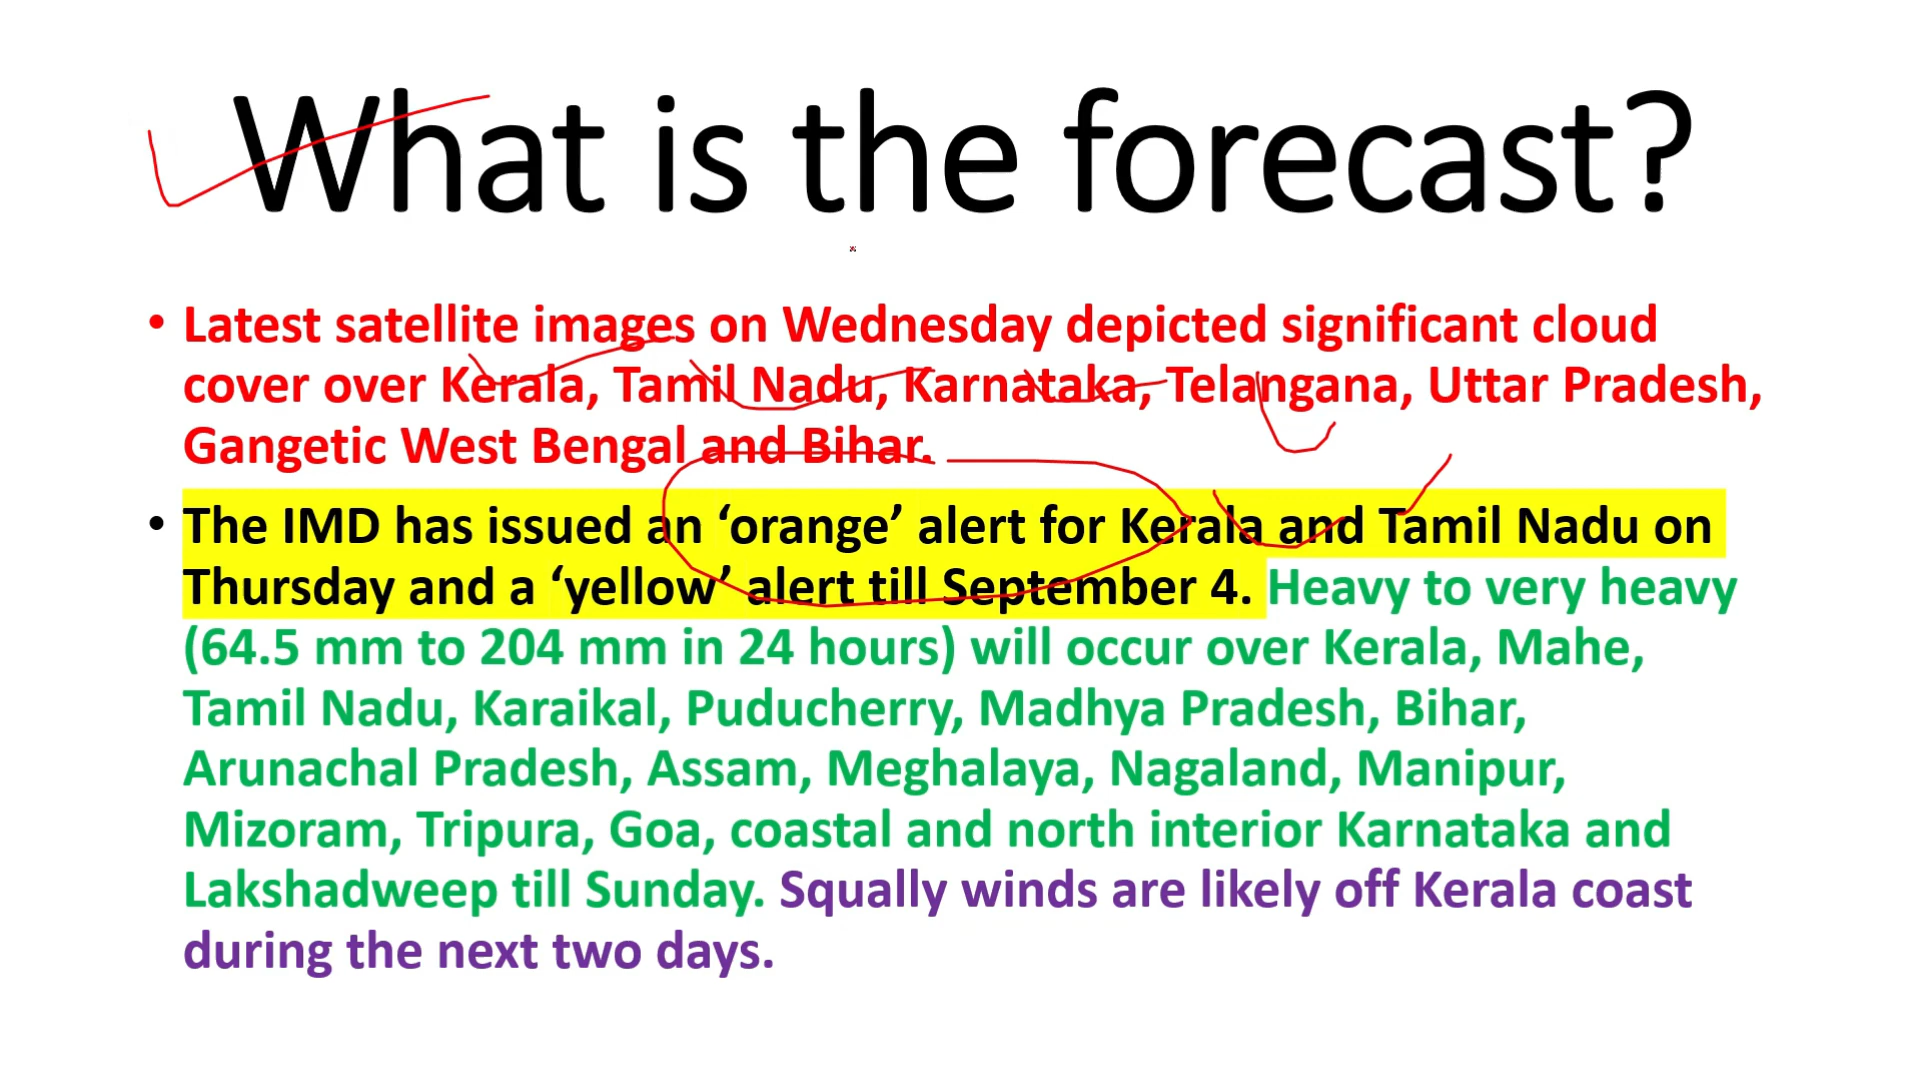 What is the forecast?
• Latest satellite images on Wednesday depicted significant cloud
cover over Kerala, Tamil Nadu, Karnataka, Telangana, Uttar Pradesh,
Gangetic West Bengal and Bihar.
• The IMD has issued an ‘orange’ alert for Kerala and Tamil Nadu on
Thursday and a ‘yellow’ alert till September 4. Heavy to very heavy
(64.5 mm to 204 mm in 24 hours) will occur over Kerala, Mahe,
Tamil Nadu, Karaikal, Puducherry, Madhya Pradesh, Bihar,
Arunachal Pradesh, Assam, Meghalaya, Nagaland, Manipur,
Mizoram, Tripura, Goa, coastal and north interior Karnataka and
Lakshadweep till Sunday. Squally winds are likely off Kerala coast
during the next two days.